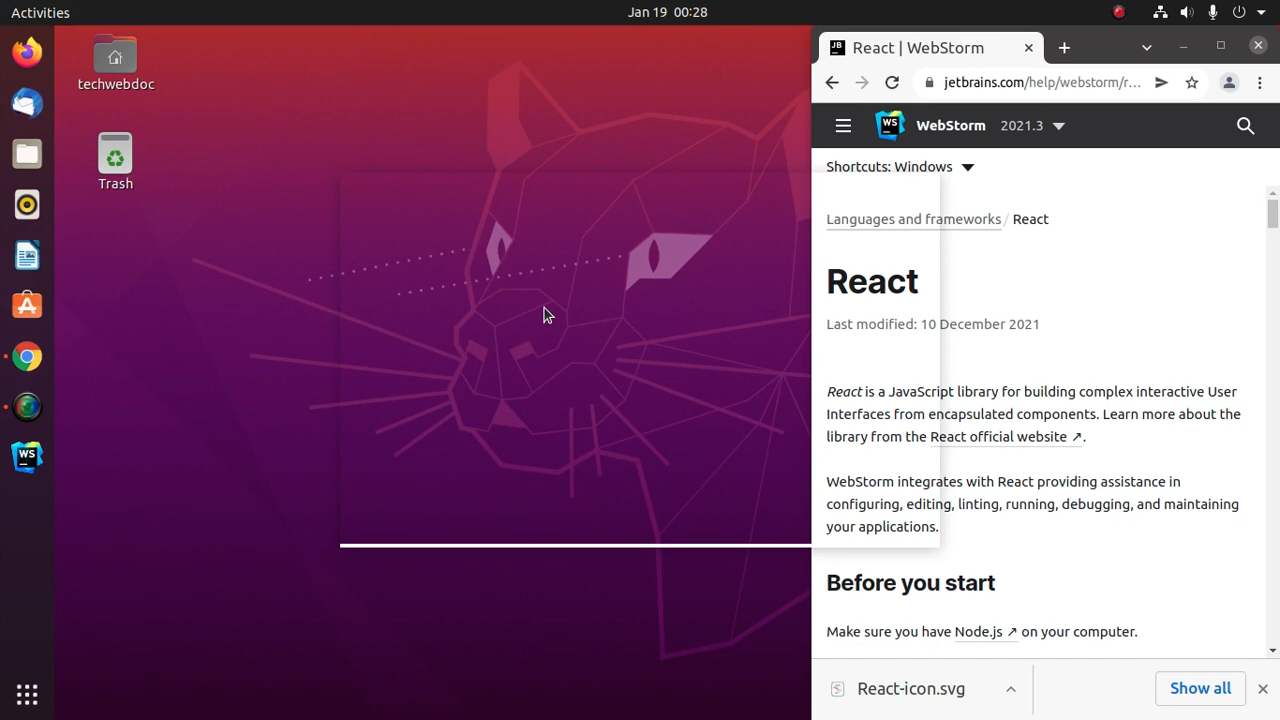 Activities
Jan 19 00:28
techwebdoc
Trash
JB
React | WebStorm
jetbrains.com/help/webstorm/r...
WS
WebStorm
2021.3
Shortcuts: Windows
Languages and frameworks / React
React
Last modified: 10 December 2021
React is a JavaScript library for building complex interactive User
Interfaces from encapsulated components. Learn more about the
library from the React official website ↗.
WebStorm integrates with React providing assistance in
configuring, editing, linting, running, debugging, and maintaining
your applications.
Before you start
Make sure you have Node.js ↗ on your computer.
React-icon.svg
Show all
WS